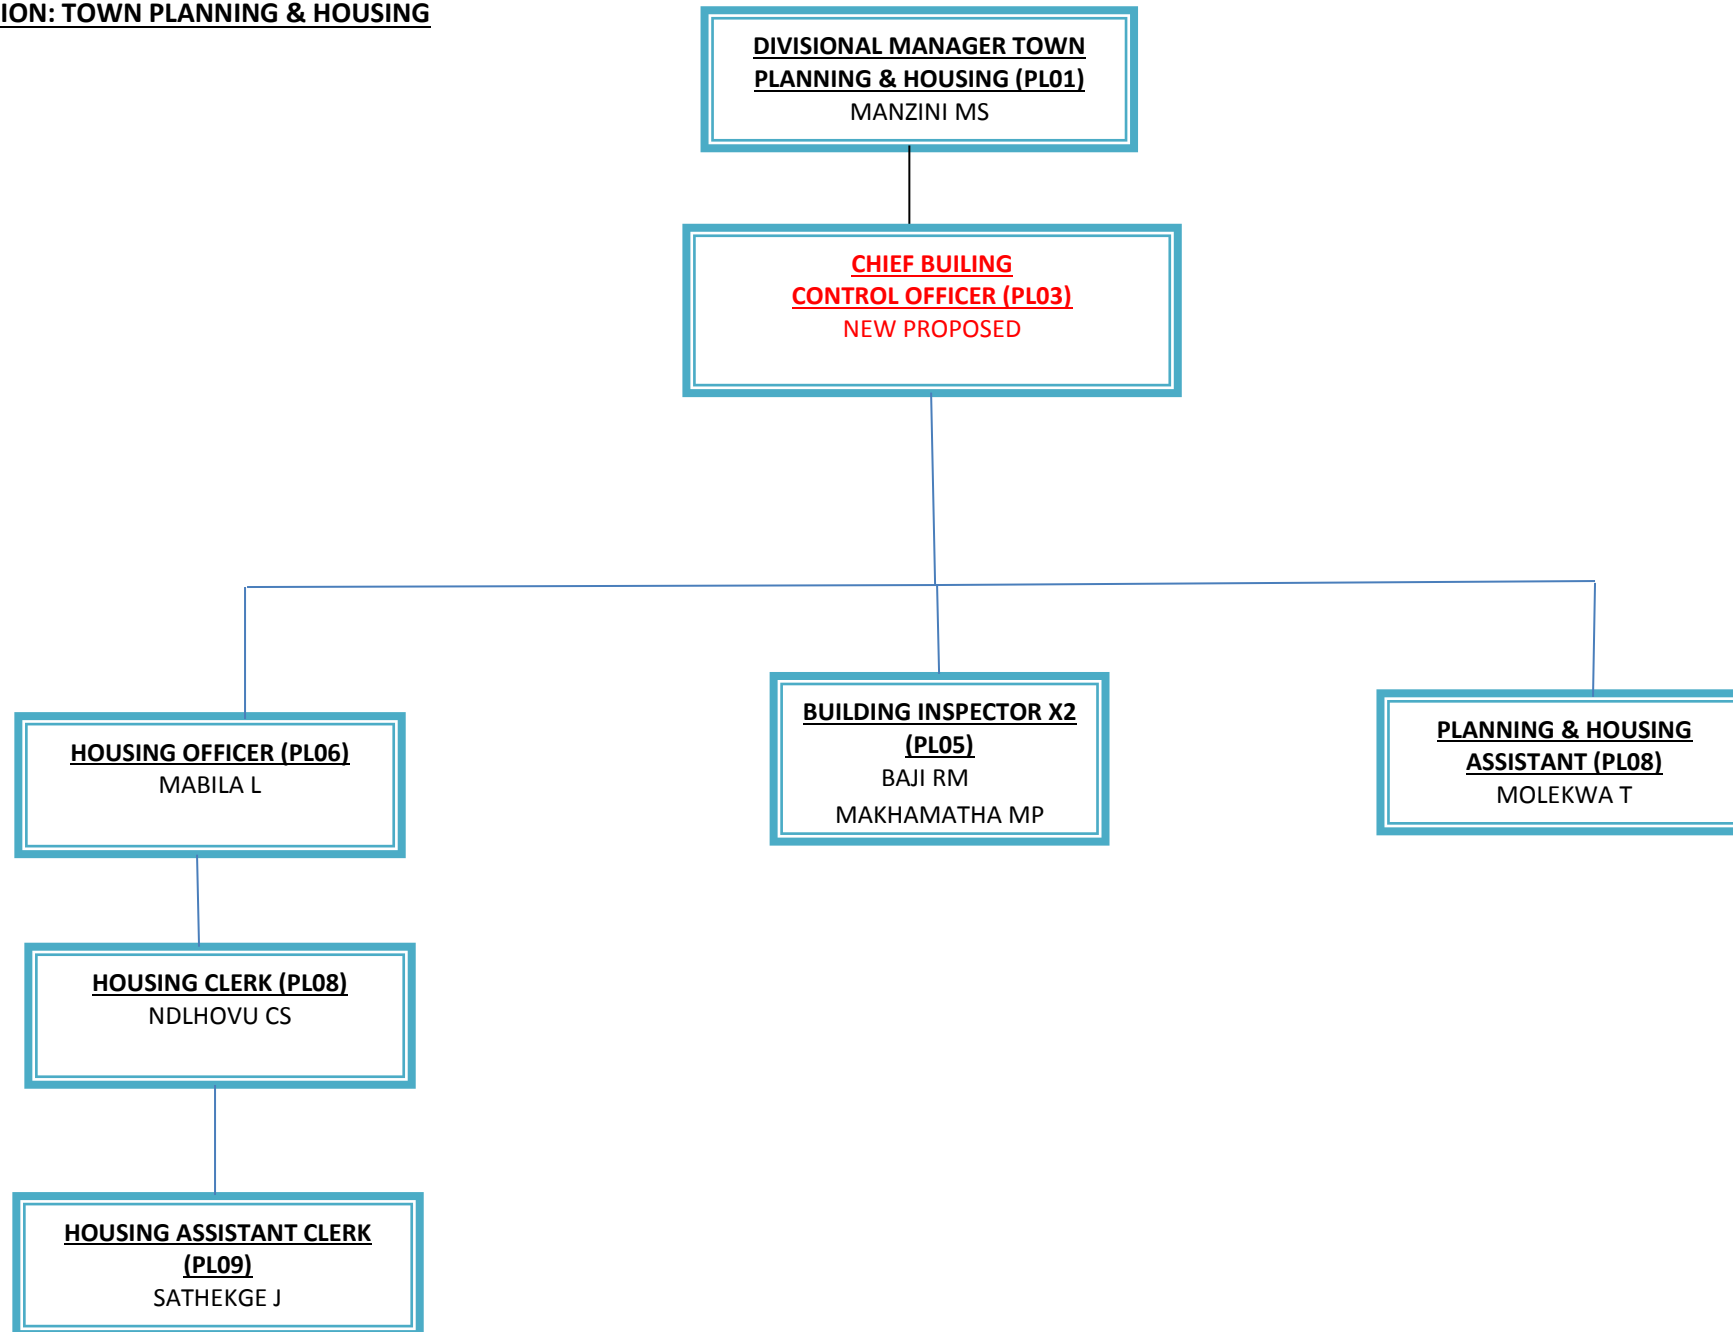 ION: TOWN PLANNING & HOUSING
DIVISIONAL MANAGER TOWN
PLANNING & HOUSING (PL01)
MANZINI MS
CHIEF BUILING
CONTROL OFFICER (PL03)
NEW PROPOSED
HOUSING OFFICER (PL06)
MABILA L
BUILDING INSPECTOR X2
(PL05)
BAJI RM
MAKHAMATHA MP
PLANNING & HOUSING
ASSISTANT (PL08)
MOLEKWA T
HOUSING CLERK (PL08)
NDLHOVU CS
HOUSING ASSISTANT CLERK
(PL09)
SATHEKGE J